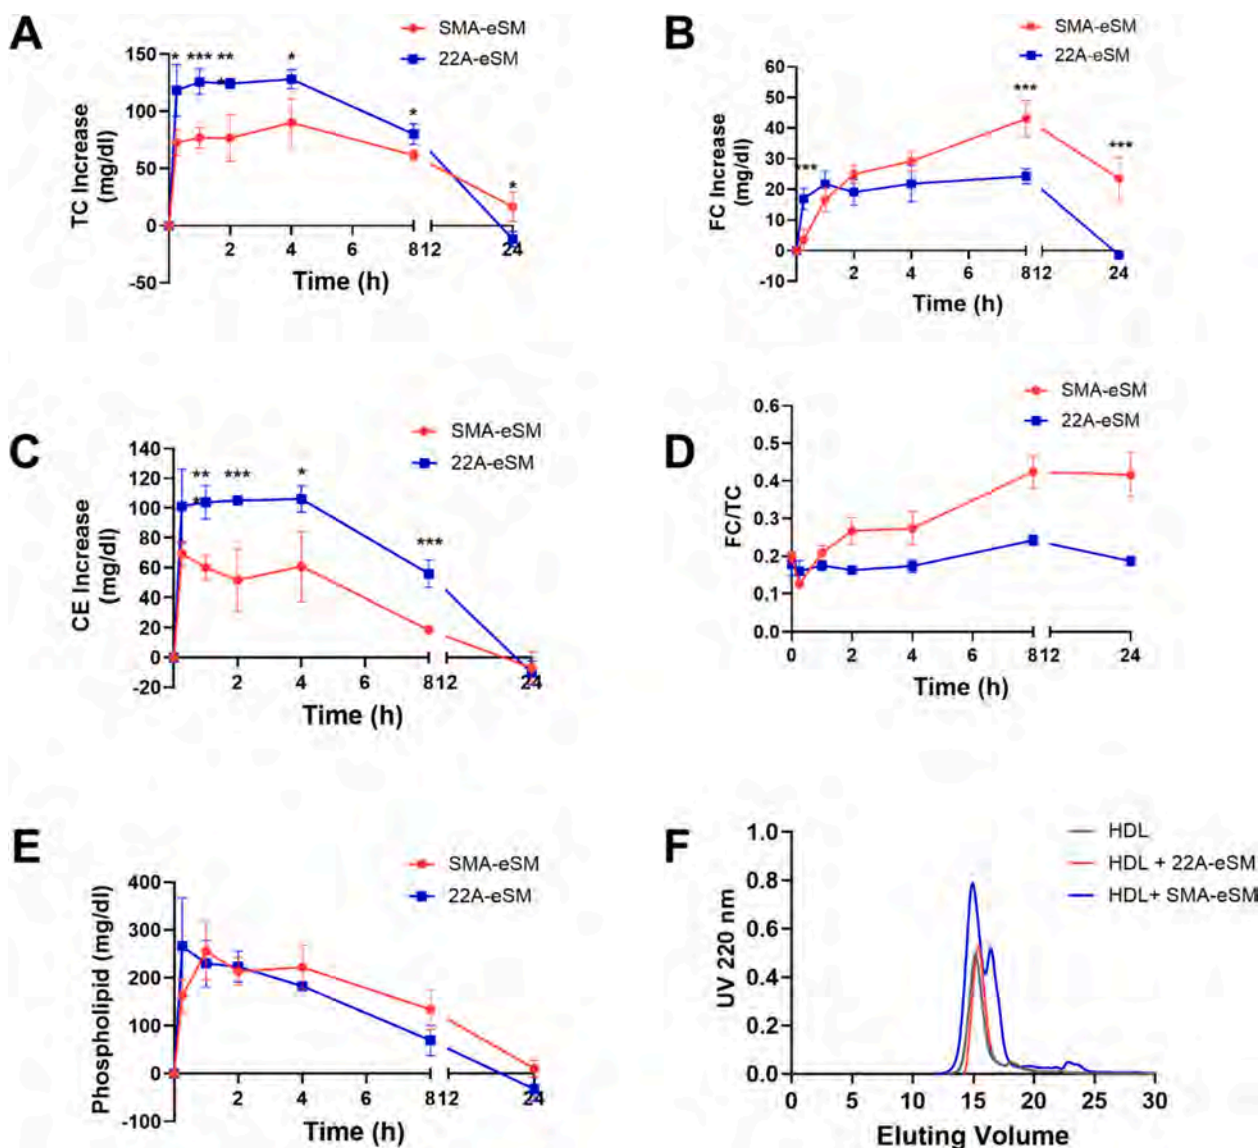 A
SMA-eSM
22A-eSM
TC Increase
(mg/dl)
150
100
50
0
-50
* *** ** *
*
*
*
2 4 6 8 12 24
Time (h)
B
SMA-eSM
22A-eSM
FC Increase
(mg/dl)
60
50
40
30
20
10
0
-10
***
***
***
2 4 6 8 12 24
Time (h)
C
SMA-eSM
22A-eSM
CE Increase
(mg/dl)
140
120
100
80
60
40
20
0
-20
** *** *
*
***
2 4 6 8 12 24
Time (h)
D
SMA-eSM
22A-eSM
FC/TC
0.6
0.5
0.4
0.3
0.2
0.1
0.0
0 2 4 6 8 12 24
Time (h)
E
SMA-eSM
22A-eSM
Phospholipid (mg/dl)
400
300
200
100
0
-100
2 4 6 8 12 24
Time (h)
F
HDL
HDL + 22A-eSM
HDL+ SMA-eSM
UV 220 nm
1.0
0.8
0.6
0.4
0.2
0.0
0 5 10 15 20 25 30
Eluting Volume